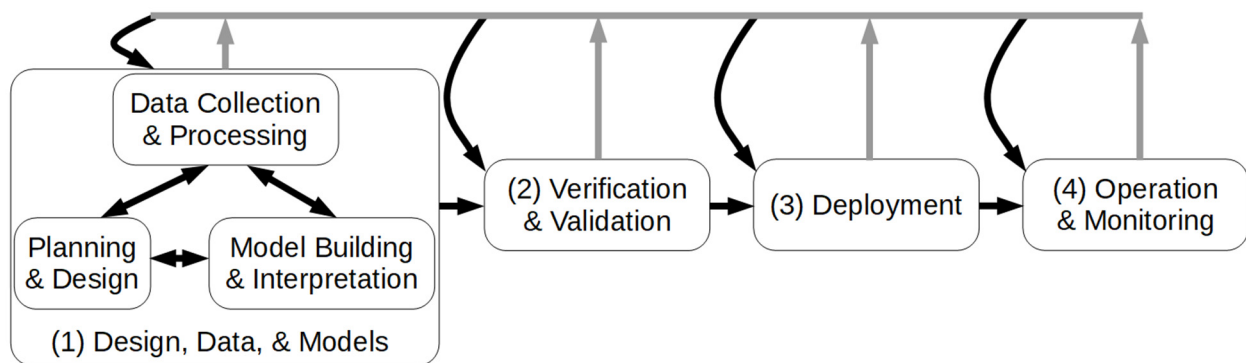 Data Collection
& Processing
Planning
& Design
Model Building
& Interpretation
(1) Design, Data, & Models
(2) Verification
& Validation
(3) Deployment
(4) Operation
& Monitoring